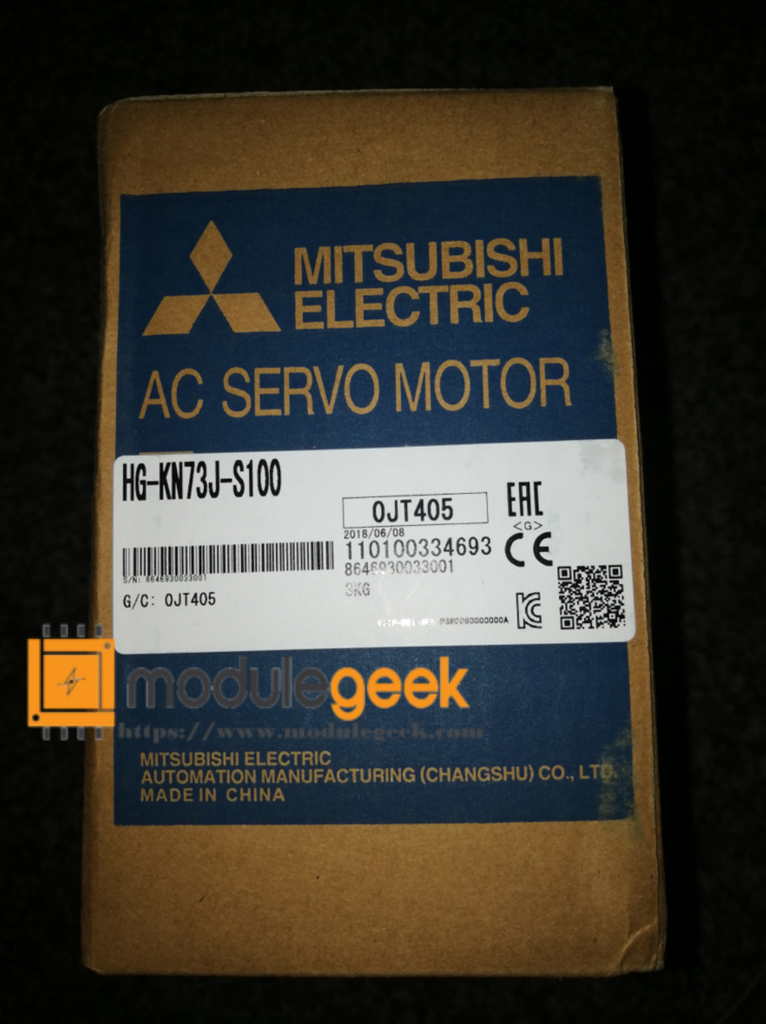 MITSUBISHI
ELECTRIC
AC SERVO MOTOR
HG-KN73J-S100
0JT405
2018/06/08
110100334693
8646930033001
3KG
EAC
<G>
CE
S/N: 8646930033001
G/C: 0JT405
modulegeek
https://www.modulegeek.com
MITSUBISHI ELECTRIC
AUTOMATION MANUFACTURING (CHANGSHU) CO., LTD.
MADE IN CHINA